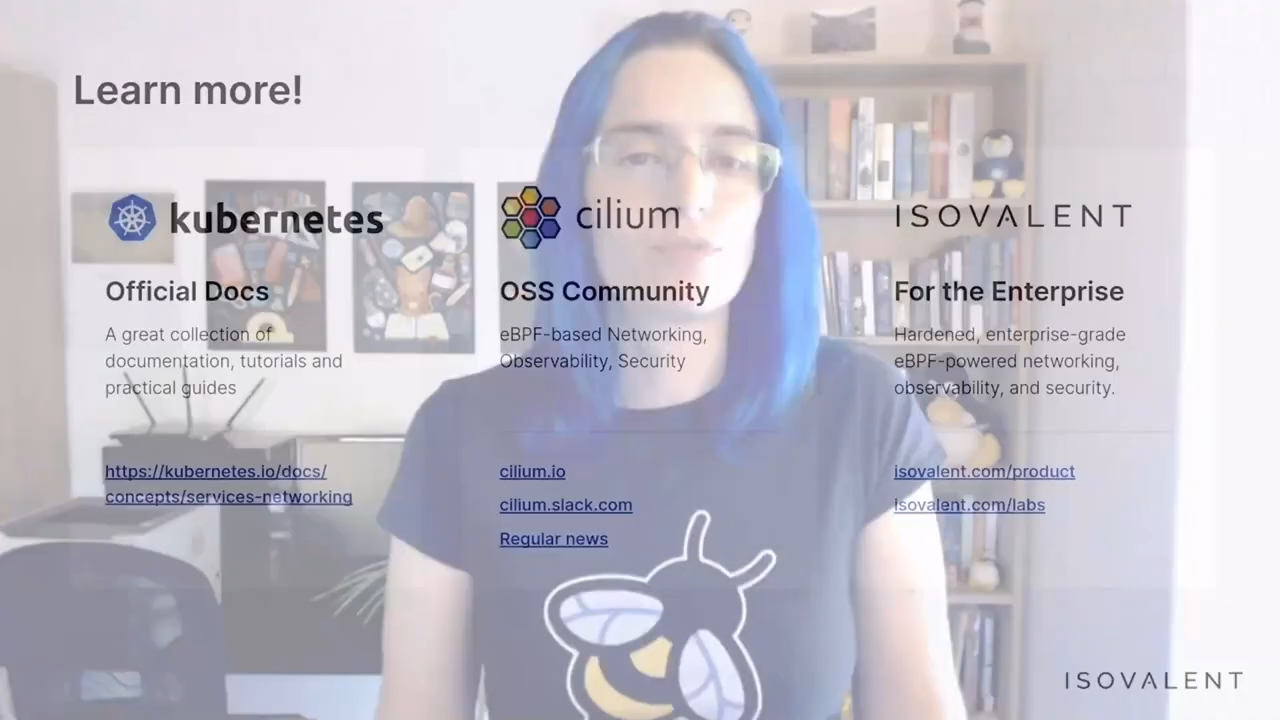 Learn more!
kubernetes
Official Docs
A great collection of
documentation, tutorials and
practical guides
https://kubernetes.io/docs/
concepts/services-networking
cilium
OSS Community
eBPF-based Networking,
Observability, Security
cilium.io
cilium.slack.com
Regular news
ISOVALENT
For the Enterprise
Hardened, enterprise-grade
eBPF-powered networking,
observability, and security.
isovalent.com/product
isovalent.com/labs
ISOVALENT